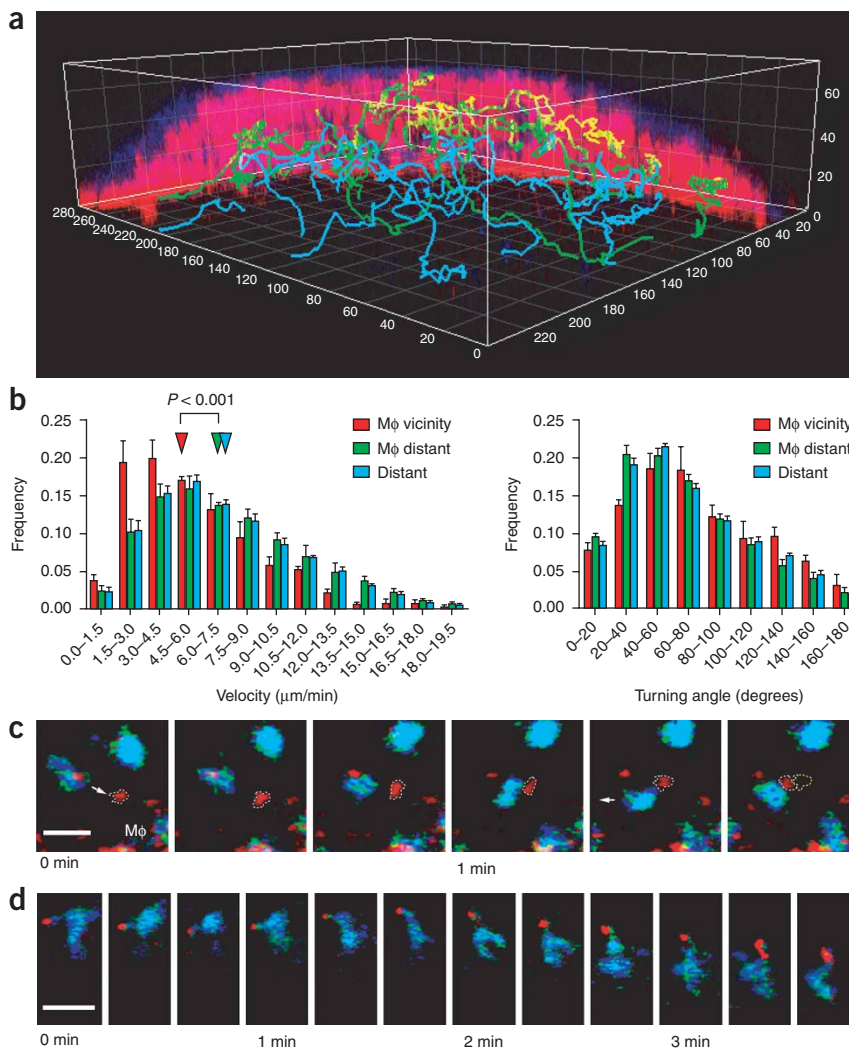 a
60
40
20
0
280
260
240
220
200
180
160
140
120
100
80
60
40
20
0
220
200
180
160
140
120
100
80
60
40
20
b
P < 0.001
0.25
0.20
0.15
0.10
0.05
0.00
Frequency
Mφ vicinity
Mφ distant
Distant
0.0–1.5
1.5–3.0
3.0–4.5
4.5–6.0
6.0–7.5
7.5–9.0
9.0–10.5
10.5–12.0
12.0–13.5
13.5–15.0
15.0–16.5
16.5–18.0
18.0–19.5
Velocity (μm/min)
0.25
0.20
0.15
0.10
0.05
0.00
Frequency
Mφ vicinity
Mφ distant
Distant
0–20
20–40
40–60
60–80
80–100
100–120
120–140
140–160
160–180
Turning angle (degrees)
c
Mφ
0 min
1 min
d
0 min
1 min
2 min
3 min